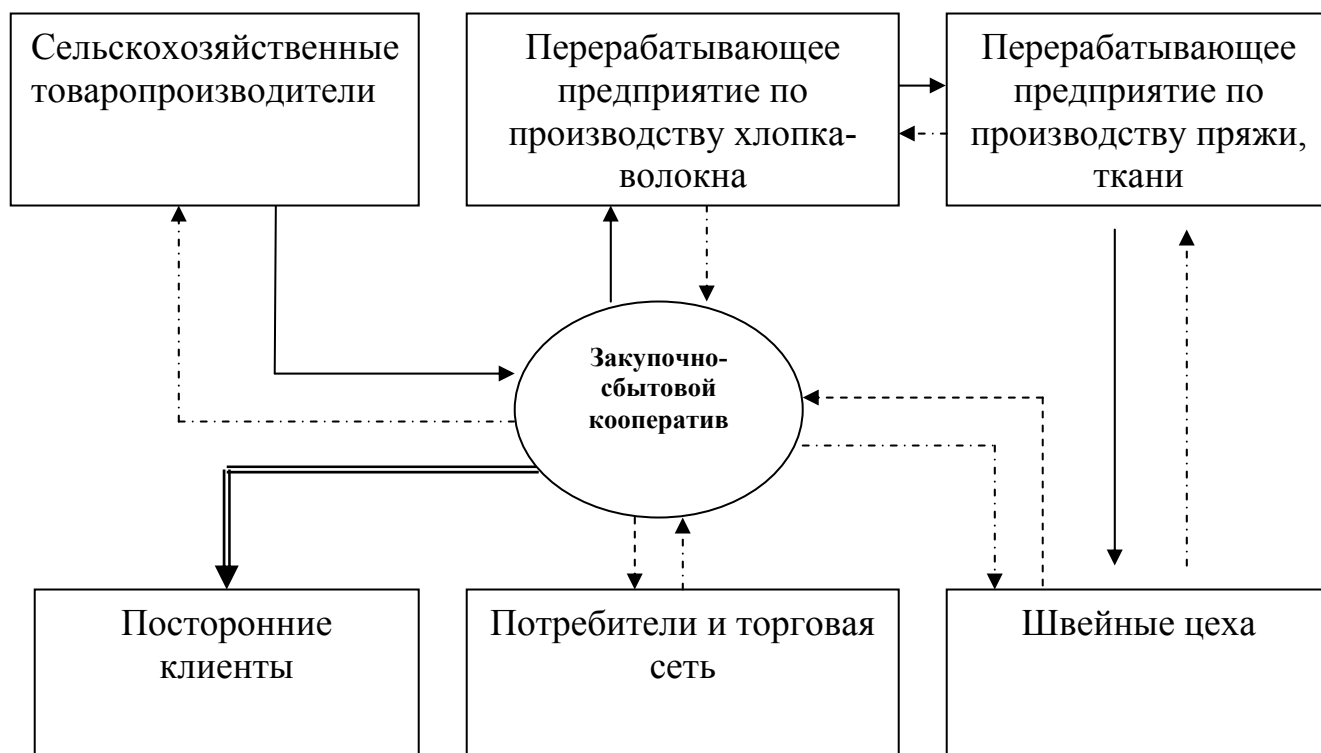 Сельскохозяйственные
товаропроизводители
Перерабатывающее
предприятие по
производству хлопка-
волокна
Перерабатывающее
предприятие по
производству пряжи,
ткани
Закупочно-
сбытовой
кооператив
Посторонние
клиенты
Потребители и торговая
сеть
Швейные цеха